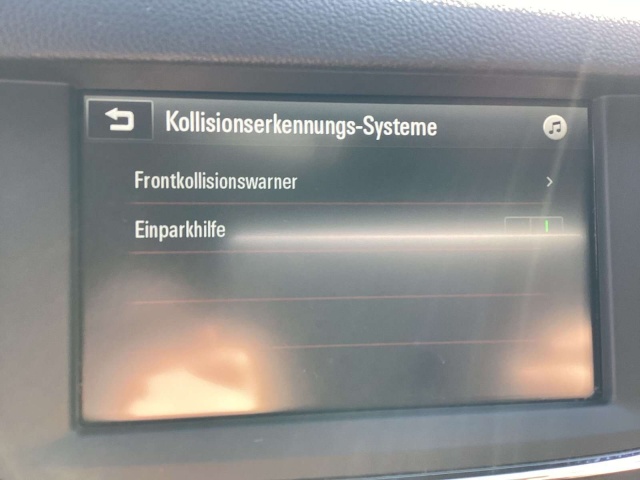 Kollisionserkennungs-Systeme
Frontkollisionswarner
Einparkhilfe